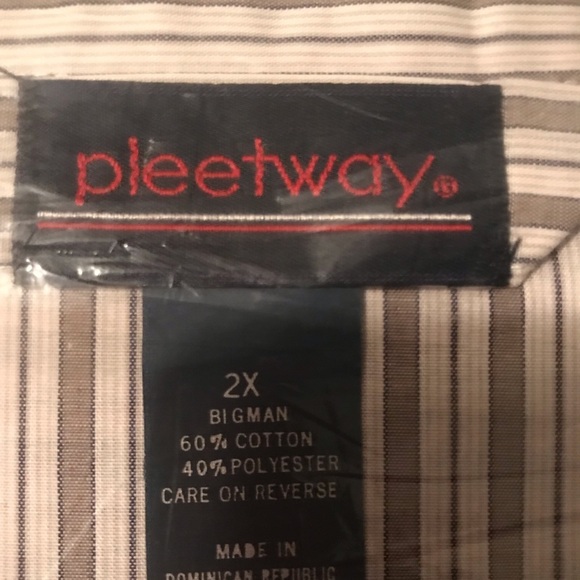 pleetway®
2X
BIGMAN
60% COTTON
40% POLYESTER
CARE ON REVERSE
MADE IN
DOMINICAN REPUBLIC